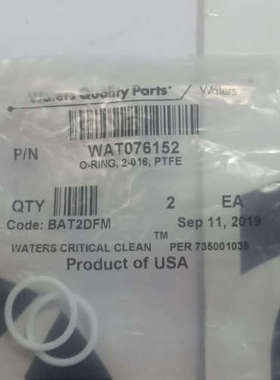 Waters Quality Parts / Waters
P/N WAT076152
O-RING, 2-016, PTFE
QTY 2 EA
Code: BAT2DFM Sep 11, 2019
WATERS CRITICAL CLEAN ™ PER 735001035
Product of USA